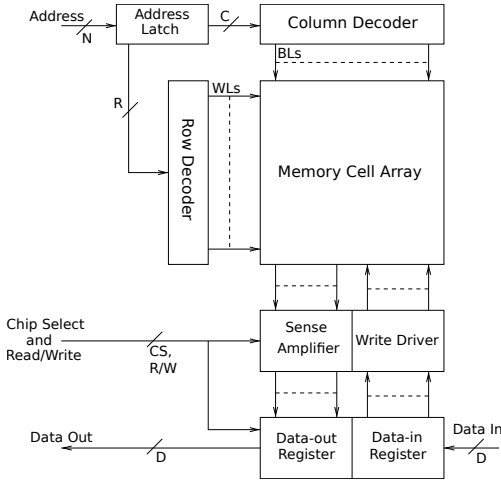 Address
N
Address
Latch
C
Column Decoder
BLs
R
WLs
Row Decoder
Memory Cell Array
Chip Select
and
Read/Write
CS,
R/W
Sense
Amplifier
Write Driver
Data Out
D
Data-out
Register
Data-in
Register
Data In
D